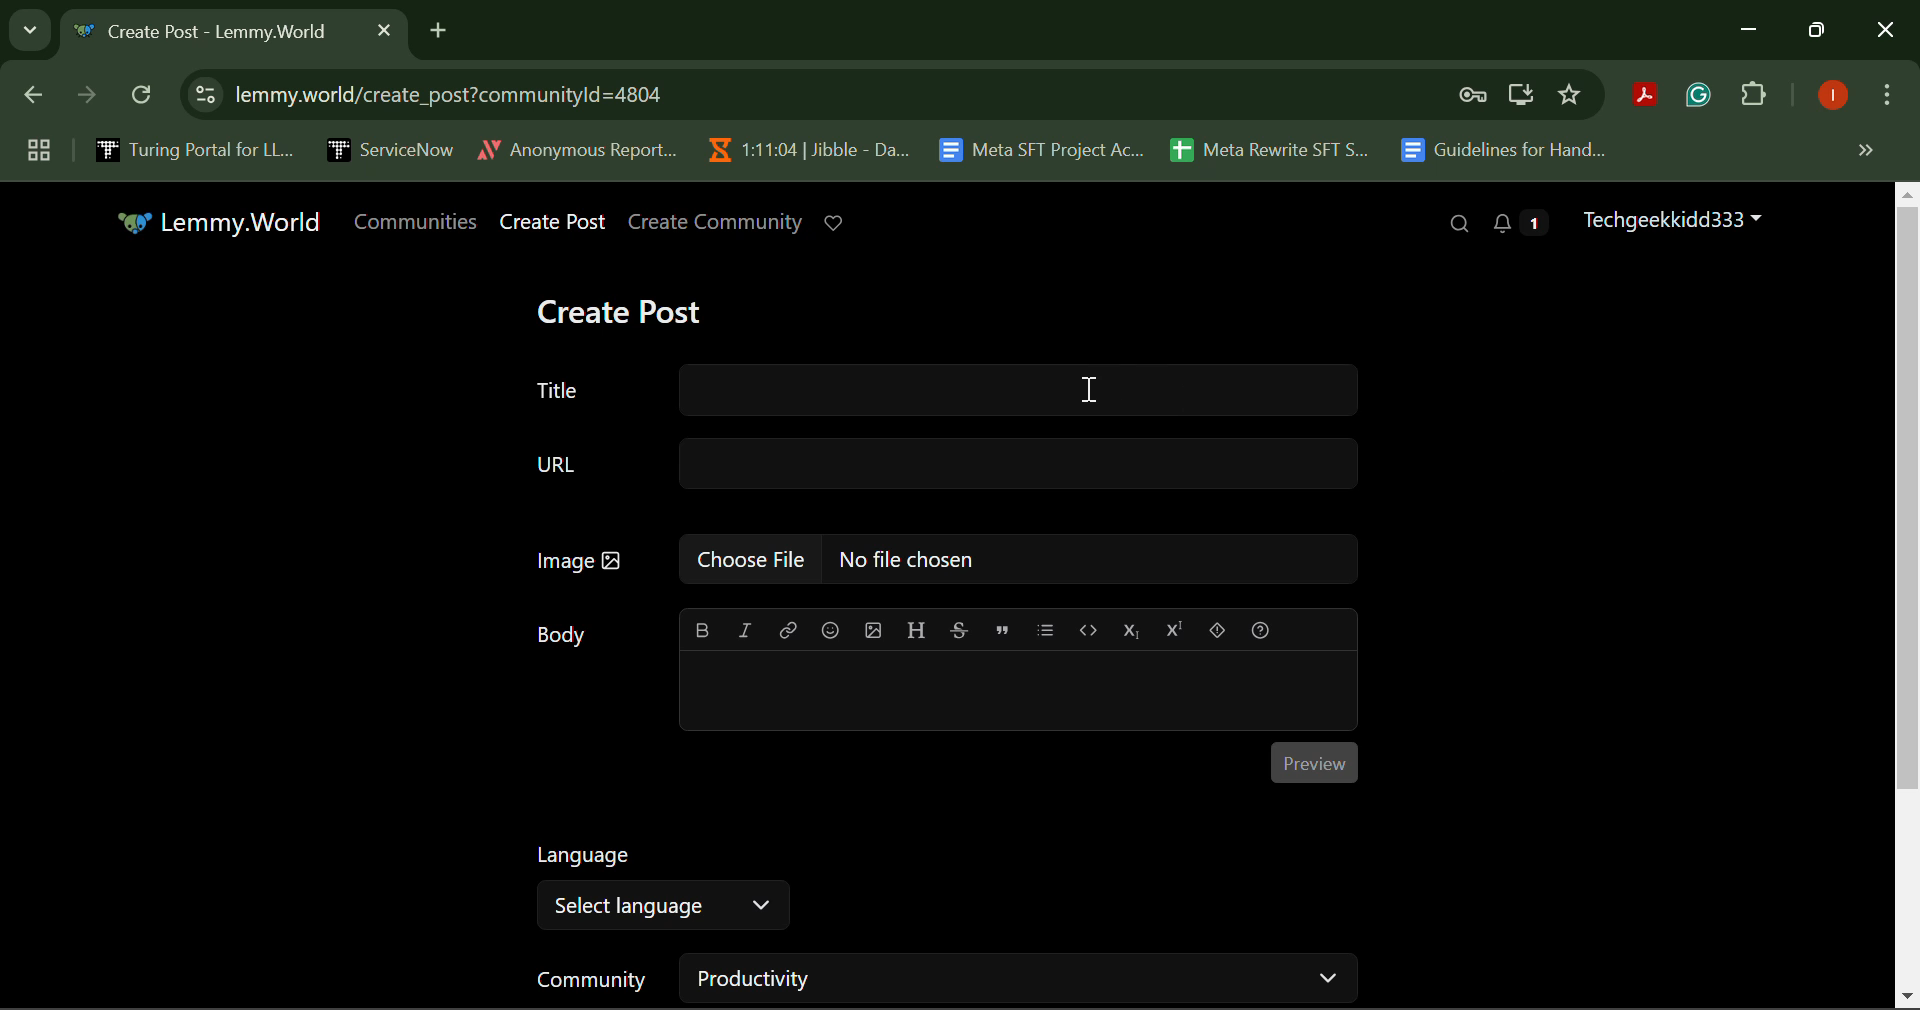 Create Post - Lemmy.World
lemmy.world/create_post?communityId=4804
Turing Portal for LL...
ServiceNow
Anonymous Report...
1:11:04 | Jibble - Da...
Meta SFT Project Ac...
Meta Rewrite SFT S...
Guidelines for Hand...
Lemmy.World Communities Create Post Create Community 1 Techgeekkidd333
Create Post
Title
URL
Image Choose File No file chosen
Body
Preview
Language
Select language
Community Productivity